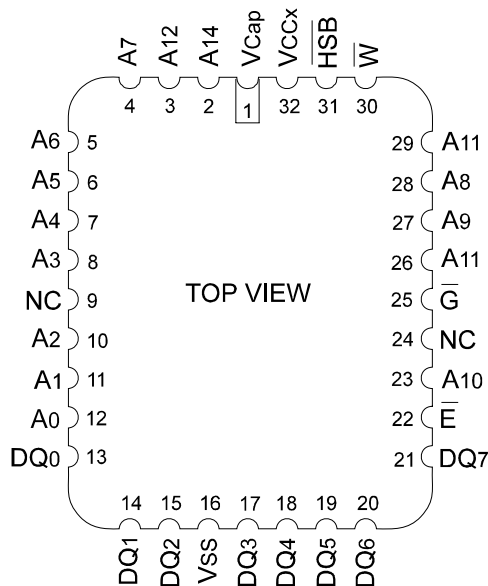 A7 A12 A14 VCap VCCx HSB W
4 3 2 1 32 31 30
A6 5 29 A11
A5 6 28 A8
A4 7 27 A9
A3 8 26 A11
NC 9 TOP VIEW 25 G
A2 10 24 NC
A1 11 23 A10
A0 12 22 E
DQ0 13 21 DQ7
14 15 16 17 18 19 20
DQ1 DQ2 VSS DQ3 DQ4 DQ5 DQ6